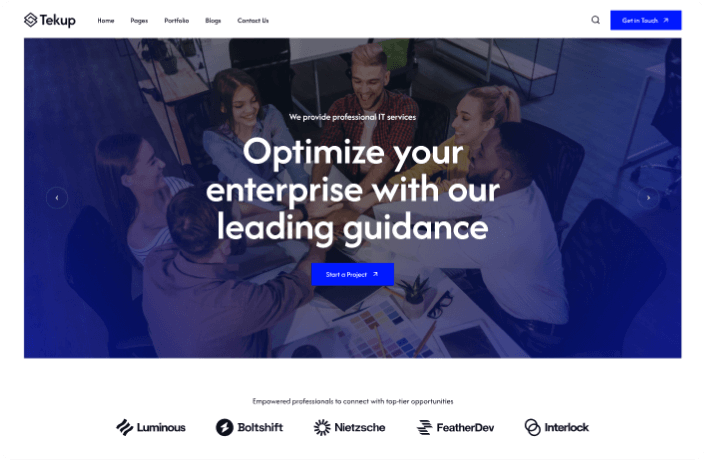 Tekup
Home Pages Portfolio Blogs Contact Us
Get in Touch
We provide professional IT services
Optimize your
enterprise with our
leading guidance
Start a Project
Empowered professionals to connect with top-tier opportunities
Luminous Boltshift Nietzsche FeatherDev Interlock